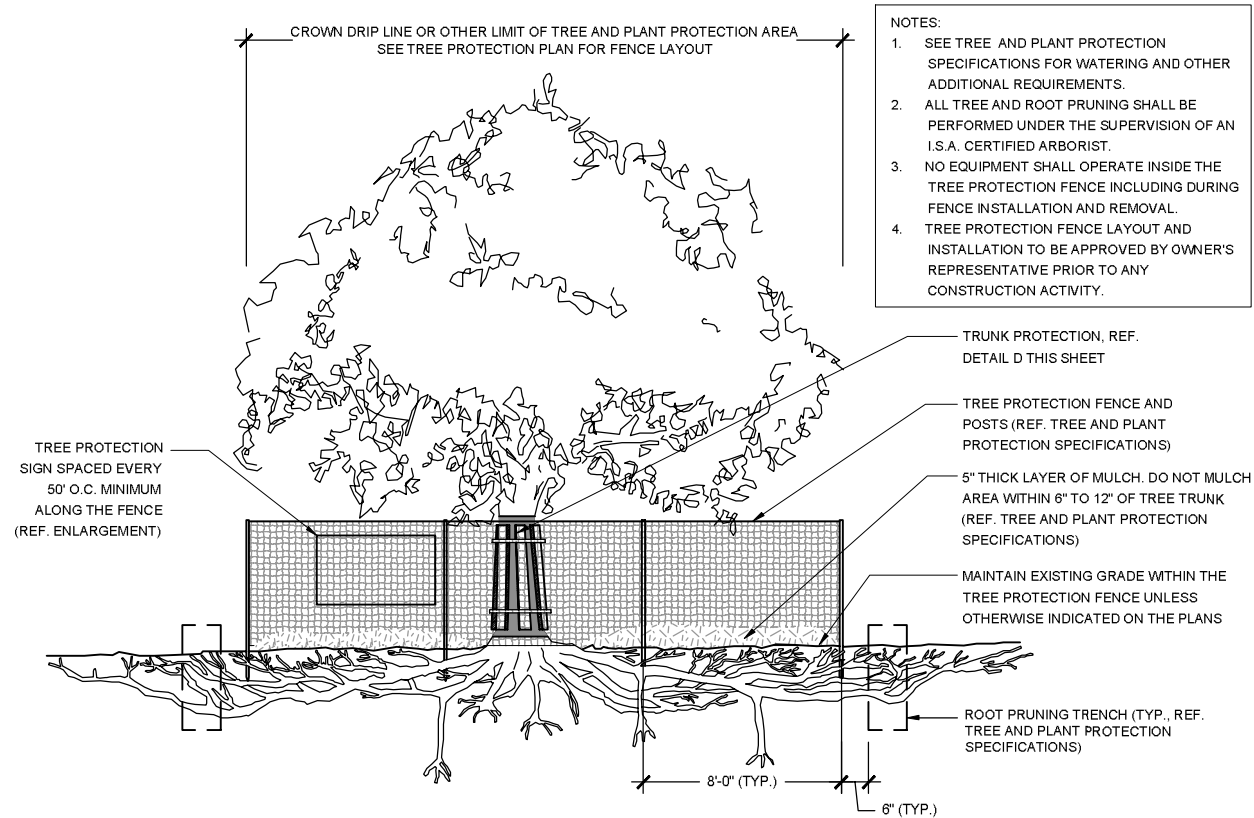 CROWN DRIP LINE OR OTHER LIMIT OF TREE AND PLANT PROTECTION AREA
SEE TREE PROTECTION PLAN FOR FENCE LAYOUT
NOTES:
1. SEE TREE AND PLANT PROTECTION
SPECIFICATIONS FOR WATERING AND OTHER
ADDITIONAL REQUIREMENTS.
2. ALL TREE AND ROOT PRUNING SHALL BE
PERFORMED UNDER THE SUPERVISION OF AN
I.S.A. CERTIFIED ARBORIST.
3. NO EQUIPMENT SHALL OPERATE INSIDE THE
TREE PROTECTION FENCE INCLUDING DURING
FENCE INSTALLATION AND REMOVAL.
4. TREE PROTECTION FENCE LAYOUT AND
INSTALLATION TO BE APPROVED BY OWNER'S
REPRESENTATIVE PRIOR TO ANY
CONSTRUCTION ACTIVITY.
TRUNK PROTECTION, REF.
DETAIL D THIS SHEET
TREE PROTECTION FENCE AND
POSTS (REF. TREE AND PLANT
PROTECTION SPECIFICATIONS)
TREE PROTECTION
SIGN SPACED EVERY
50' O.C. MINIMUM
ALONG THE FENCE
(REF. ENLARGEMENT)
5" THICK LAYER OF MULCH. DO NOT MULCH
AREA WITHIN 6" TO 12" OF TREE TRUNK
(REF. TREE AND PLANT PROTECTION
SPECIFICATIONS)
MAINTAIN EXISTING GRADE WITHIN THE
TREE PROTECTION FENCE UNLESS
OTHERWISE INDICATED ON THE PLANS
ROOT PRUNING TRENCH (TYP., REF.
TREE AND PLANT PROTECTION
SPECIFICATIONS)
8'-0" (TYP.)
6" (TYP.)